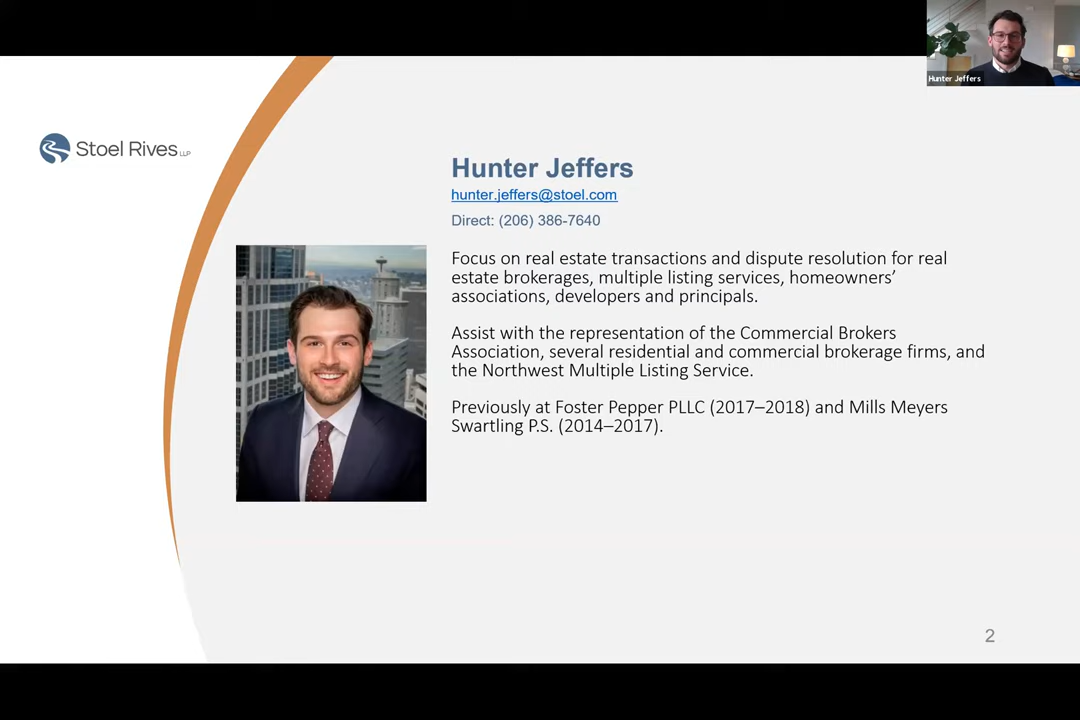 Hunter Jeffers
Stoel Rives LLP
Hunter Jeffers
hunter.jeffers@stoel.com
Direct: (206) 386-7640
Focus on real estate transactions and dispute resolution for real
estate brokerages, multiple listing services, homeowners’
associations, developers and principals.
Assist with the representation of the Commercial Brokers
Association, several residential and commercial brokerage firms, and
the Northwest Multiple Listing Service.
Previously at Foster Pepper PLLC (2017–2018) and Mills Meyers
Swartling P.S. (2014–2017).
2